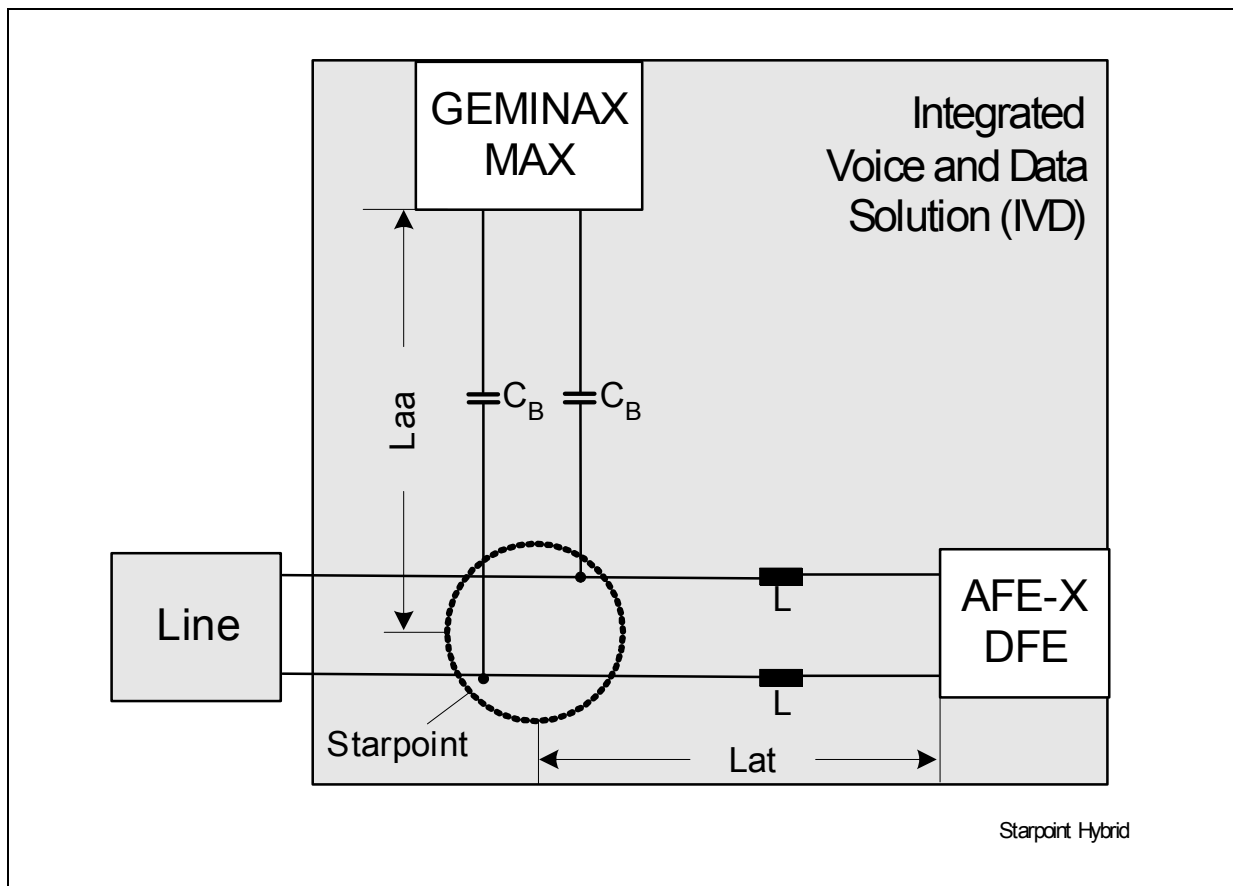 GEMINAX
MAX
Integrated
Voice and Data
Solution (IVD)
Laa
C_B
C_B
Line
L
L
AFE-X
DFE
Starpoint
Lat
Starpoint Hybrid